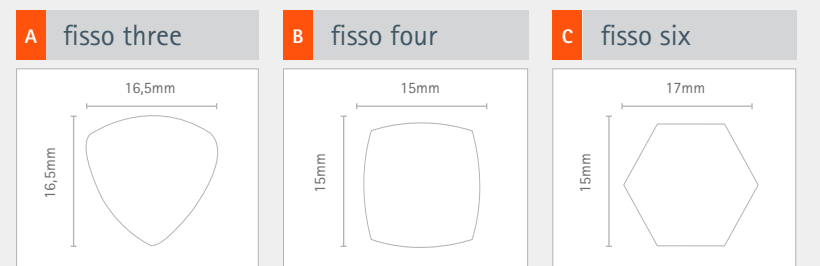 A fisso three
B fisso four
C fisso six
16,5mm
16,5mm
15mm
15mm
17mm
15mm